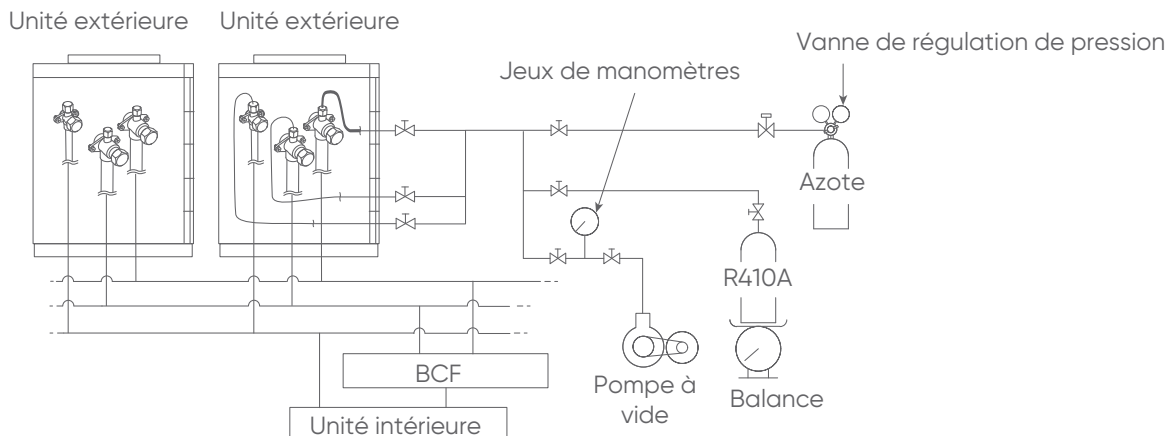 Unité extérieure
Unité extérieure
Vanne de régulation de pression
Jeux de manomètres
Azote
R410A
BCF
Pompe à
vide
Balance
Unité intérieure